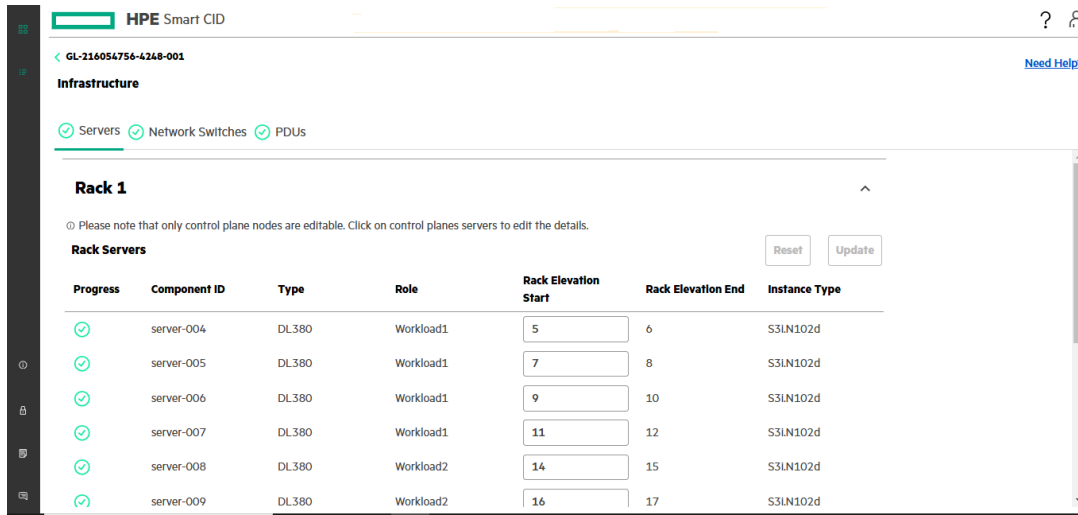 HPE Smart CID
?
GL-216054756-4248-001
Need Help
Infrastructure
Servers Network Switches PDUs
Rack 1
Please note that only control plane nodes are editable. Click on control planes servers to edit the details.
Rack Servers Reset Update
Progress Component ID Type Role Rack Elevation Start Rack Elevation End Instance Type
server-004 DL380 Workload1 5 6 S3i.N102d
server-005 DL380 Workload1 7 8 S3i.N102d
server-006 DL380 Workload1 9 10 S3i.N102d
server-007 DL380 Workload1 11 12 S3i.N102d
server-008 DL380 Workload2 14 15 S3i.N102d
server-009 DL380 Workload2 16 17 S3i.N102d